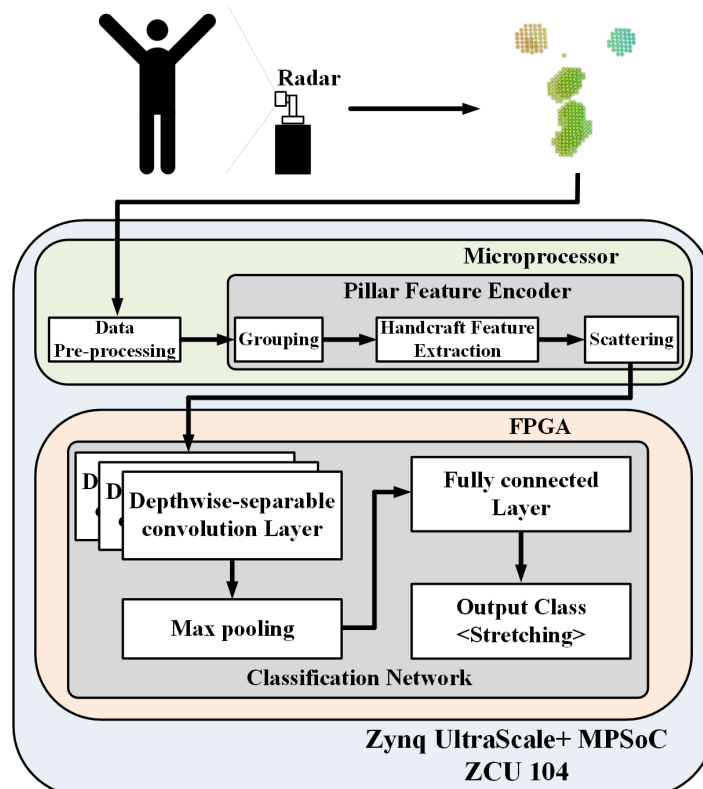 Radar
Microprocessor
Pillar Feature Encoder
Data
Pre-processing
Grouping
Handcraft Feature
Extraction
Scattering
FPGA
D
D
Depthwise-separable
convolution Layer
Max pooling
Fully connected
Layer
Output Class
<Stretching>
Classification Network
Zynq UltraScale+ MPSoC
ZCU 104